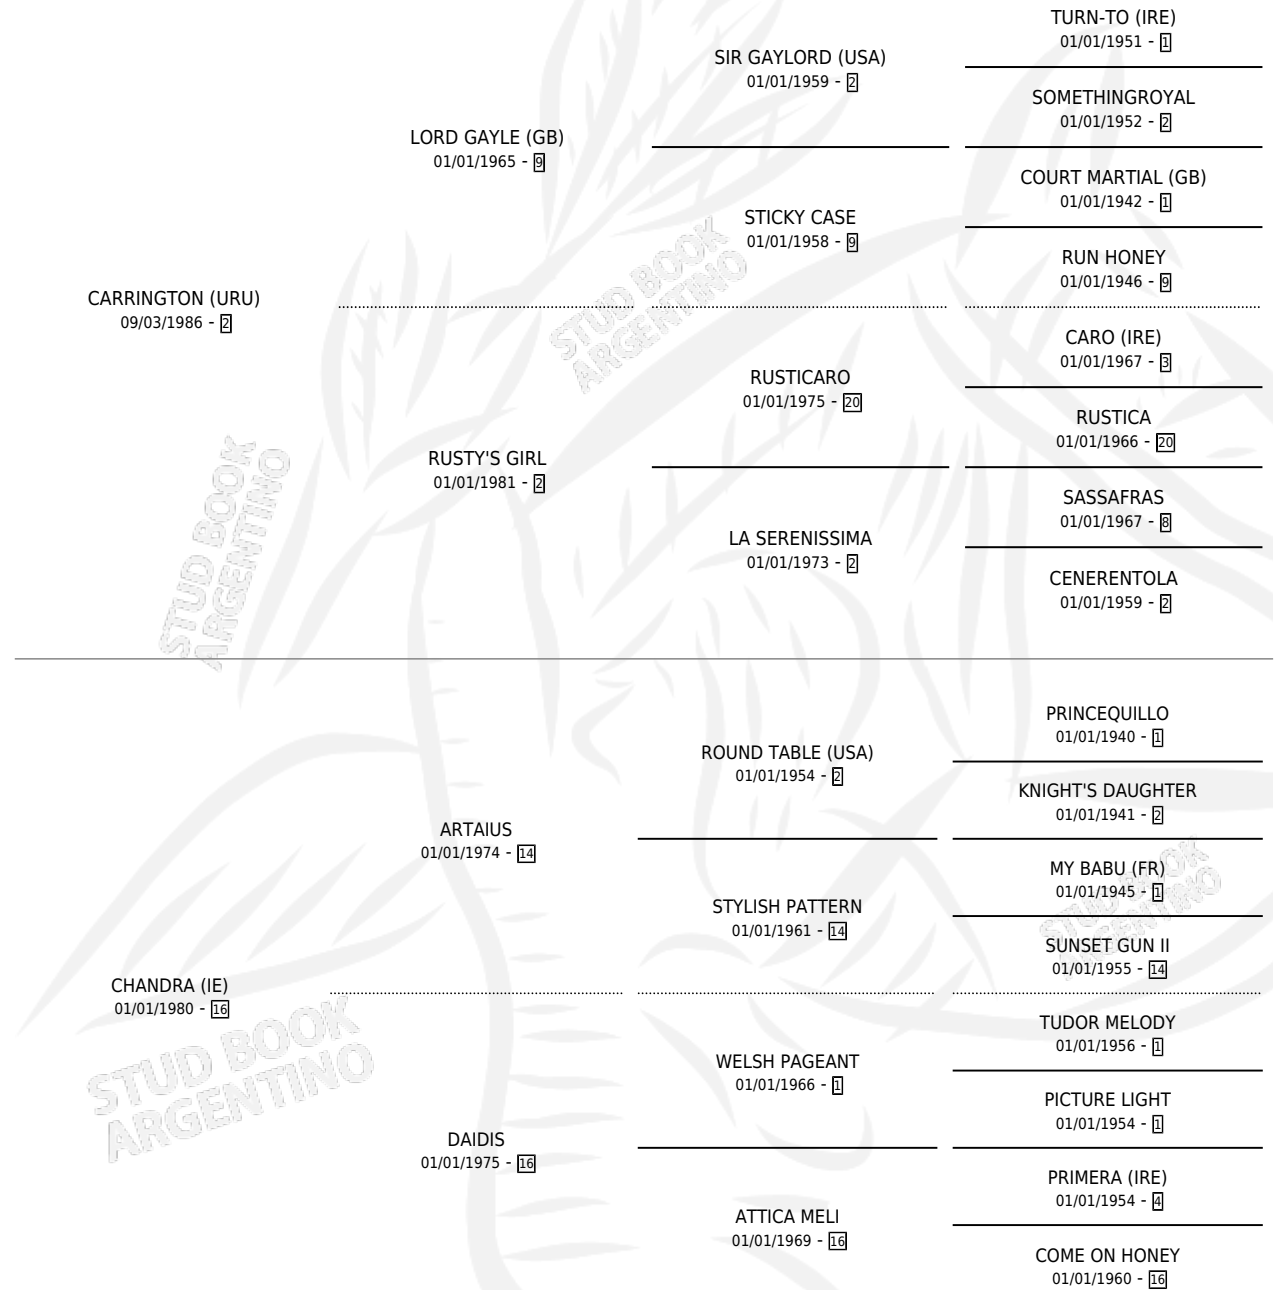 TURN-TO (IRE)
01/01/1951 - 1
SIR GAYLORD (USA)
01/01/1959 - 2
SOMETHINGROYAL
01/01/1952 - 2
LORD GAYLE (GB)
01/01/1965 - 9
COURT MARTIAL (GB)
01/01/1942 - 1
STICKY CASE
01/01/1958 - 9
RUN HONEY
01/01/1946 - 9
CARRINGTON (URU)
09/03/1986 - 2
CARO (IRE)
01/01/1967 - 3
RUSTICARO
01/01/1975 - 20
RUSTICA
01/01/1966 - 20
RUSTY'S GIRL
01/01/1981 - 2
SASSAFRAS
01/01/1967 - 8
LA SERENISSIMA
01/01/1973 - 2
CENERENTOLA
01/01/1959 - 2
PRINCEQUILLO
01/01/1940 - 1
ROUND TABLE (USA)
01/01/1954 - 2
KNIGHT'S DAUGHTER
01/01/1941 - 2
ARTAIUS
01/01/1974 - 14
MY BABU (FR)
01/01/1945 - 1
STYLISH PATTERN
01/01/1961 - 14
SUNSET GUN II
01/01/1955 - 14
CHANDRA (IE)
01/01/1980 - 16
TUDOR MELODY
01/01/1956 - 1
WELSH PAGEANT
01/01/1966 - 1
PICTURE LIGHT
01/01/1954 - 1
DAIDIS
01/01/1975 - 16
PRIMERA (IRE)
01/01/1954 - 4
ATTICA MELI
01/01/1969 - 16
COME ON HONEY
01/01/1960 - 16
STUD BOOK
ARGENTINO
STUD BOOK
ARGENTINO
STUD BOOK
ARGENTINO
STUD BOOK
ARGENTINO